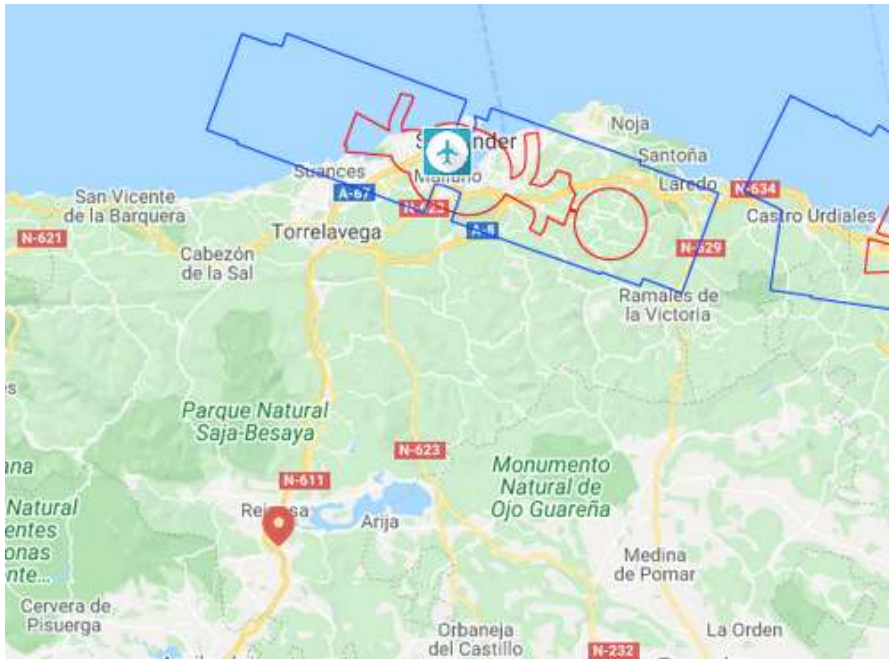 Noja
Santoña
Suances
Laredo
N-634
A-67
San Vicente
de la Barquera
Castro Urdiales
N-621
Torrelavega
A-8
N-629
Cabezón
de la Sal
Ramales de
la Victoria
Parque Natural
Saja-Besaya
N-623
Monumento
Natural de
Ojo Guareña
N-611
Arija
Natural
Medina
de Pomar
Cervera de
Pisuerga
Orbaneja
del Castillo
La Orden
N-232